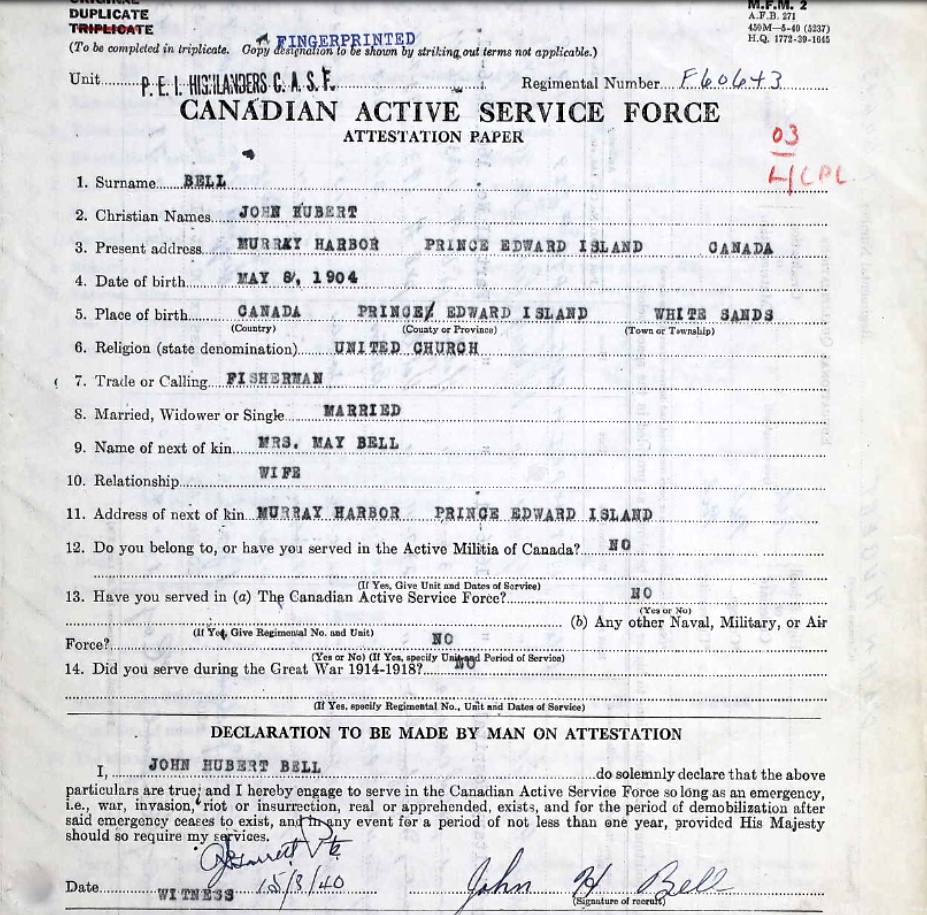 ORIGINAL
DUPLICATE
TRIPLICATE
M.F.M. 2
A.F.B. 271
450M—5-40 (5237)
H.Q. 1772-39-1645
FINGERPRINTED
(To be completed in triplicate. Copy designation to be shown by striking out terms not applicable.)
Unit P. E. I. HIGHLANDERS C. A. S. F. Regimental Number F60643
CANADIAN ACTIVE SERVICE FORCE
ATTESTATION PAPER
03
L/CPL
1. Surname BELL
2. Christian Names JOHN HUBERT
3. Present address MURRAY HARBOR PRINCE EDWARD ISLAND CANADA
4. Date of birth MAY 8, 1904
5. Place of birth CANADA PRINCE EDWARD ISLAND WHITE SANDS
(Country) (County or Province) (Town or Township)
6. Religion (state denomination) UNITED CHURCH
7. Trade or Calling FISHERMAN
8. Married, Widower or Single MARRIED
9. Name of next of kin MRS. MAY BELL
10. Relationship WIFE
11. Address of next of kin MURRAY HARBOR PRINCE EDWARD ISLAND
12. Do you belong to, or have you served in the Active Militia of Canada? NO
(If Yes, Give Unit and Dates of Service)
13. Have you served in (a) The Canadian Active Service Force? NO
(Yes or No)
(b) Any other Naval, Military, or Air
(If Yes, Give Regimental No. and Unit)
Force? NO
(Yes or No) (If Yes, specify Unit and Period of Service)
14. Did you serve during the Great War 1914-1918? NO
(If Yes, specify Regimental No., Unit and Dates of Service)
DECLARATION TO BE MADE BY MAN ON ATTESTATION
I, JOHN HUBERT BELL do solemnly declare that the above
particulars are true; and I hereby engage to serve in the Canadian Active Service Force so long as an emergency,
i.e., war, invasion, riot or insurrection, real or apprehended, exists, and for the period of demobilization after
said emergency ceases to exist, and in any event for a period of not less than one year, provided His Majesty
should so require my services.
Pte
Date WITNESS 15/8/40 John H Bell
(Signature of recruit)